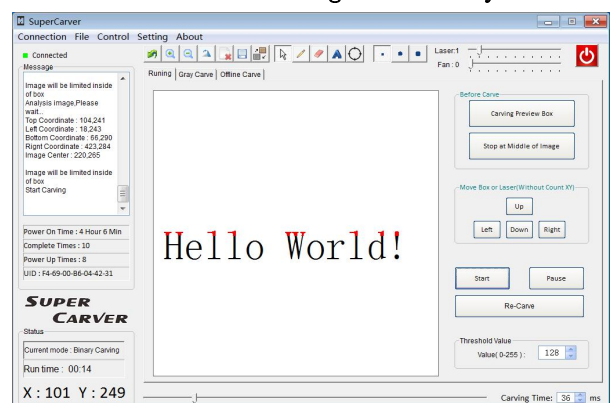 SuperCarver
Connection File Control Setting About
Connected
Message
Image will be limited inside
of box
Analysis image,Please
wait...
Top Coordinate : 104,241
Left Coordinate : 18,243
Bottom Coordinate : 66,290
Rignt Coordinate : 423,284
Image Center : 220,265
Image will be limited inside
of box
Start Carving
Power On Time : 4 Hour 6 Min
Complete Times : 10
Power Up Times : 8
UID : F4-69-00-86-04-42-31
SUPER
CARVER
Status
Current mode : Binary Carving
Run time : 00:14
X : 101 Y : 249
A
Laser:1
Fan : 0
Runing
Gray Carve
Offline Carve
Hello World!
Before Carve
Carving Preview Box
Stop at Middle of Image
Move Box or Laser(Without Count XY)
Up
Left
Down
Right
Start
Pause
Re-Carve
Threshold Value
Value( 0-255 ) : 128
Carving Time: 36 ms